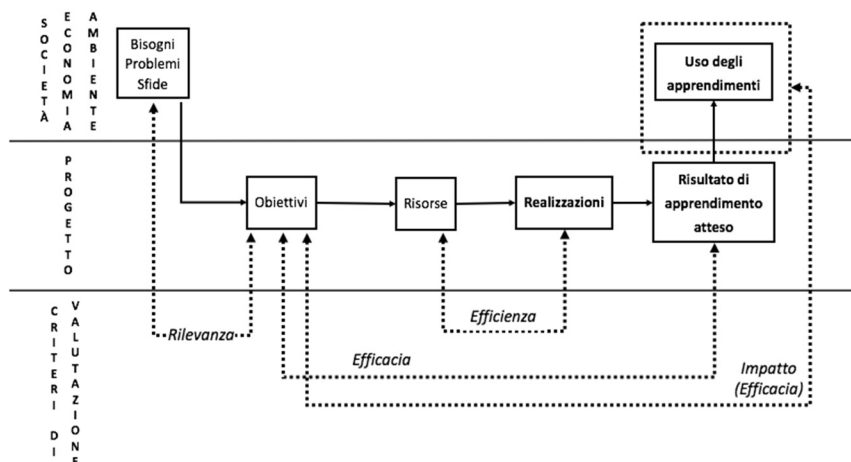 SOCIETÀ
ECONOMIA
AMBIENTE
Bisogni
Problemi
Sfide
Uso degli
apprendimenti
PROGETTO
Obiettivi
Risorse
Realizzazioni
Risultato di
apprendimento
atteso
CRITERI DI
VALUTAZIONE
Rilevanza
Efficienza
Efficacia
Impatto
(Efficacia)